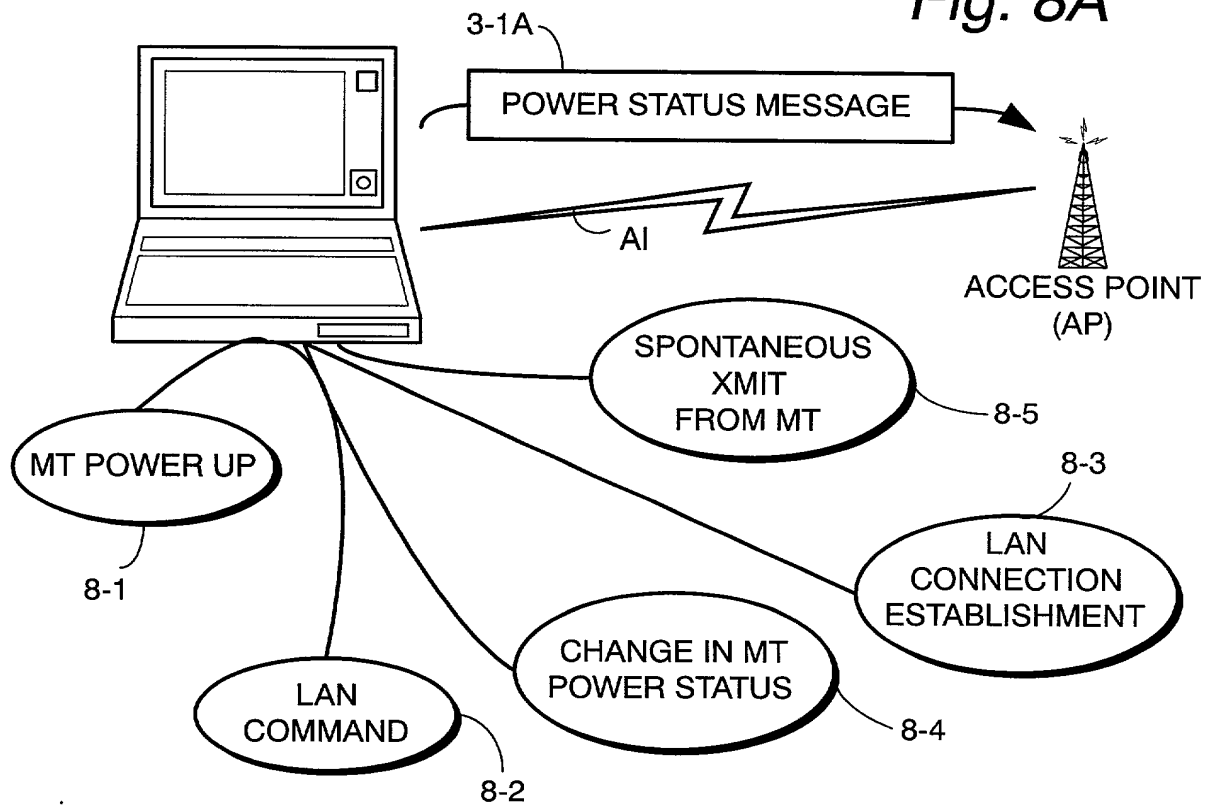 Fig. 8A
3-1A
POWER STATUS MESSAGE
AI
ACCESS POINT
(AP)
SPONTANEOUS
XMIT
FROM MT
8-5
MT POWER UP
8-1
8-3
LAN
CONNECTION
ESTABLISHMENT
CHANGE IN MT
POWER STATUS
8-4
LAN
COMMAND
8-2